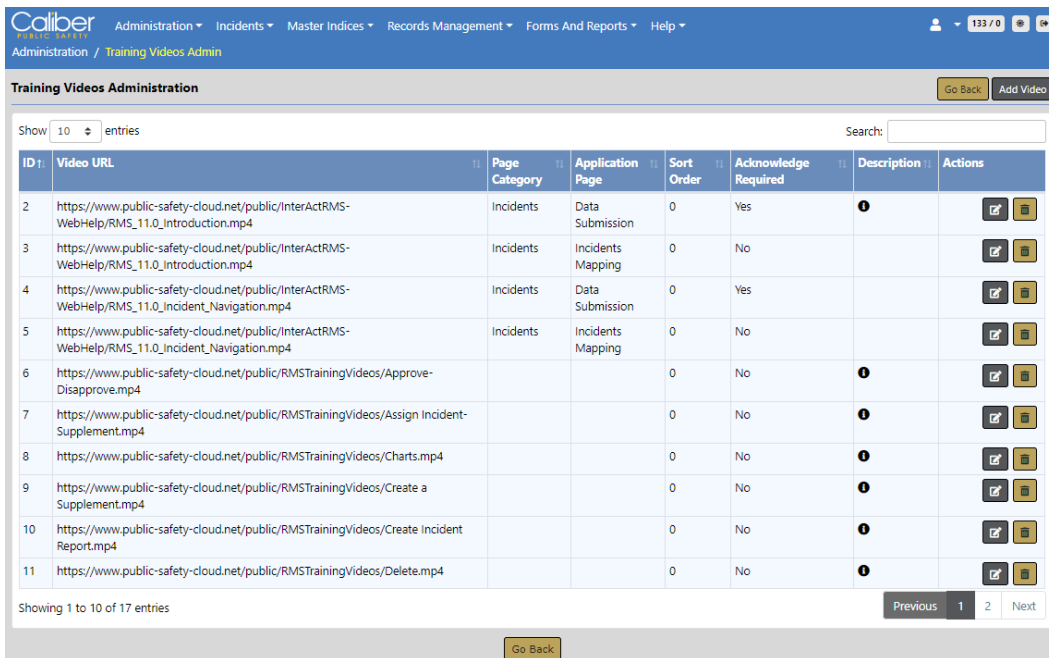 Caliber Administration Incidents Master Indices Records Management Forms And Reports Help 133 / 0
PUBLIC SAFETY
Administration / Training Videos Admin
Training Videos Administration Go Back Add Video
Show 10 entries Search:
ID Video URL Page Category Application Page Sort Order Acknowledge Required Description Actions
2 https://www.public-safety-cloud.net/public/InterActRMS- Incidents Data 0 Yes
WebHelp/RMS_11.0_Introduction.mp4 Submission
3 https://www.public-safety-cloud.net/public/InterActRMS- Incidents Incidents 0 No
WebHelp/RMS_11.0_Introduction.mp4 Mapping
4 https://www.public-safety-cloud.net/public/InterActRMS- Incidents Data 0 Yes
WebHelp/RMS_11.0_Incident_Navigation.mp4 Submission
5 https://www.public-safety-cloud.net/public/InterActRMS- Incidents Incidents 0 No
WebHelp/RMS_11.0_Incident_Navigation.mp4 Mapping
6 https://www.public-safety-cloud.net/public/RMSTrainingVideos/Approve- 0 No
Disapprove.mp4
7 https://www.public-safety-cloud.net/public/RMSTrainingVideos/Assign Incident- 0 No
Supplement.mp4
8 https://www.public-safety-cloud.net/public/RMSTrainingVideos/Charts.mp4 0 No
9 https://www.public-safety-cloud.net/public/RMSTrainingVideos/Create a 0 No
Supplement.mp4
10 https://www.public-safety-cloud.net/public/RMSTrainingVideos/Create Incident 0 No
Report.mp4
11 https://www.public-safety-cloud.net/public/RMSTrainingVideos/Delete.mp4 0 No
Showing 1 to 10 of 17 entries Previous 1 2 Next
Go Back